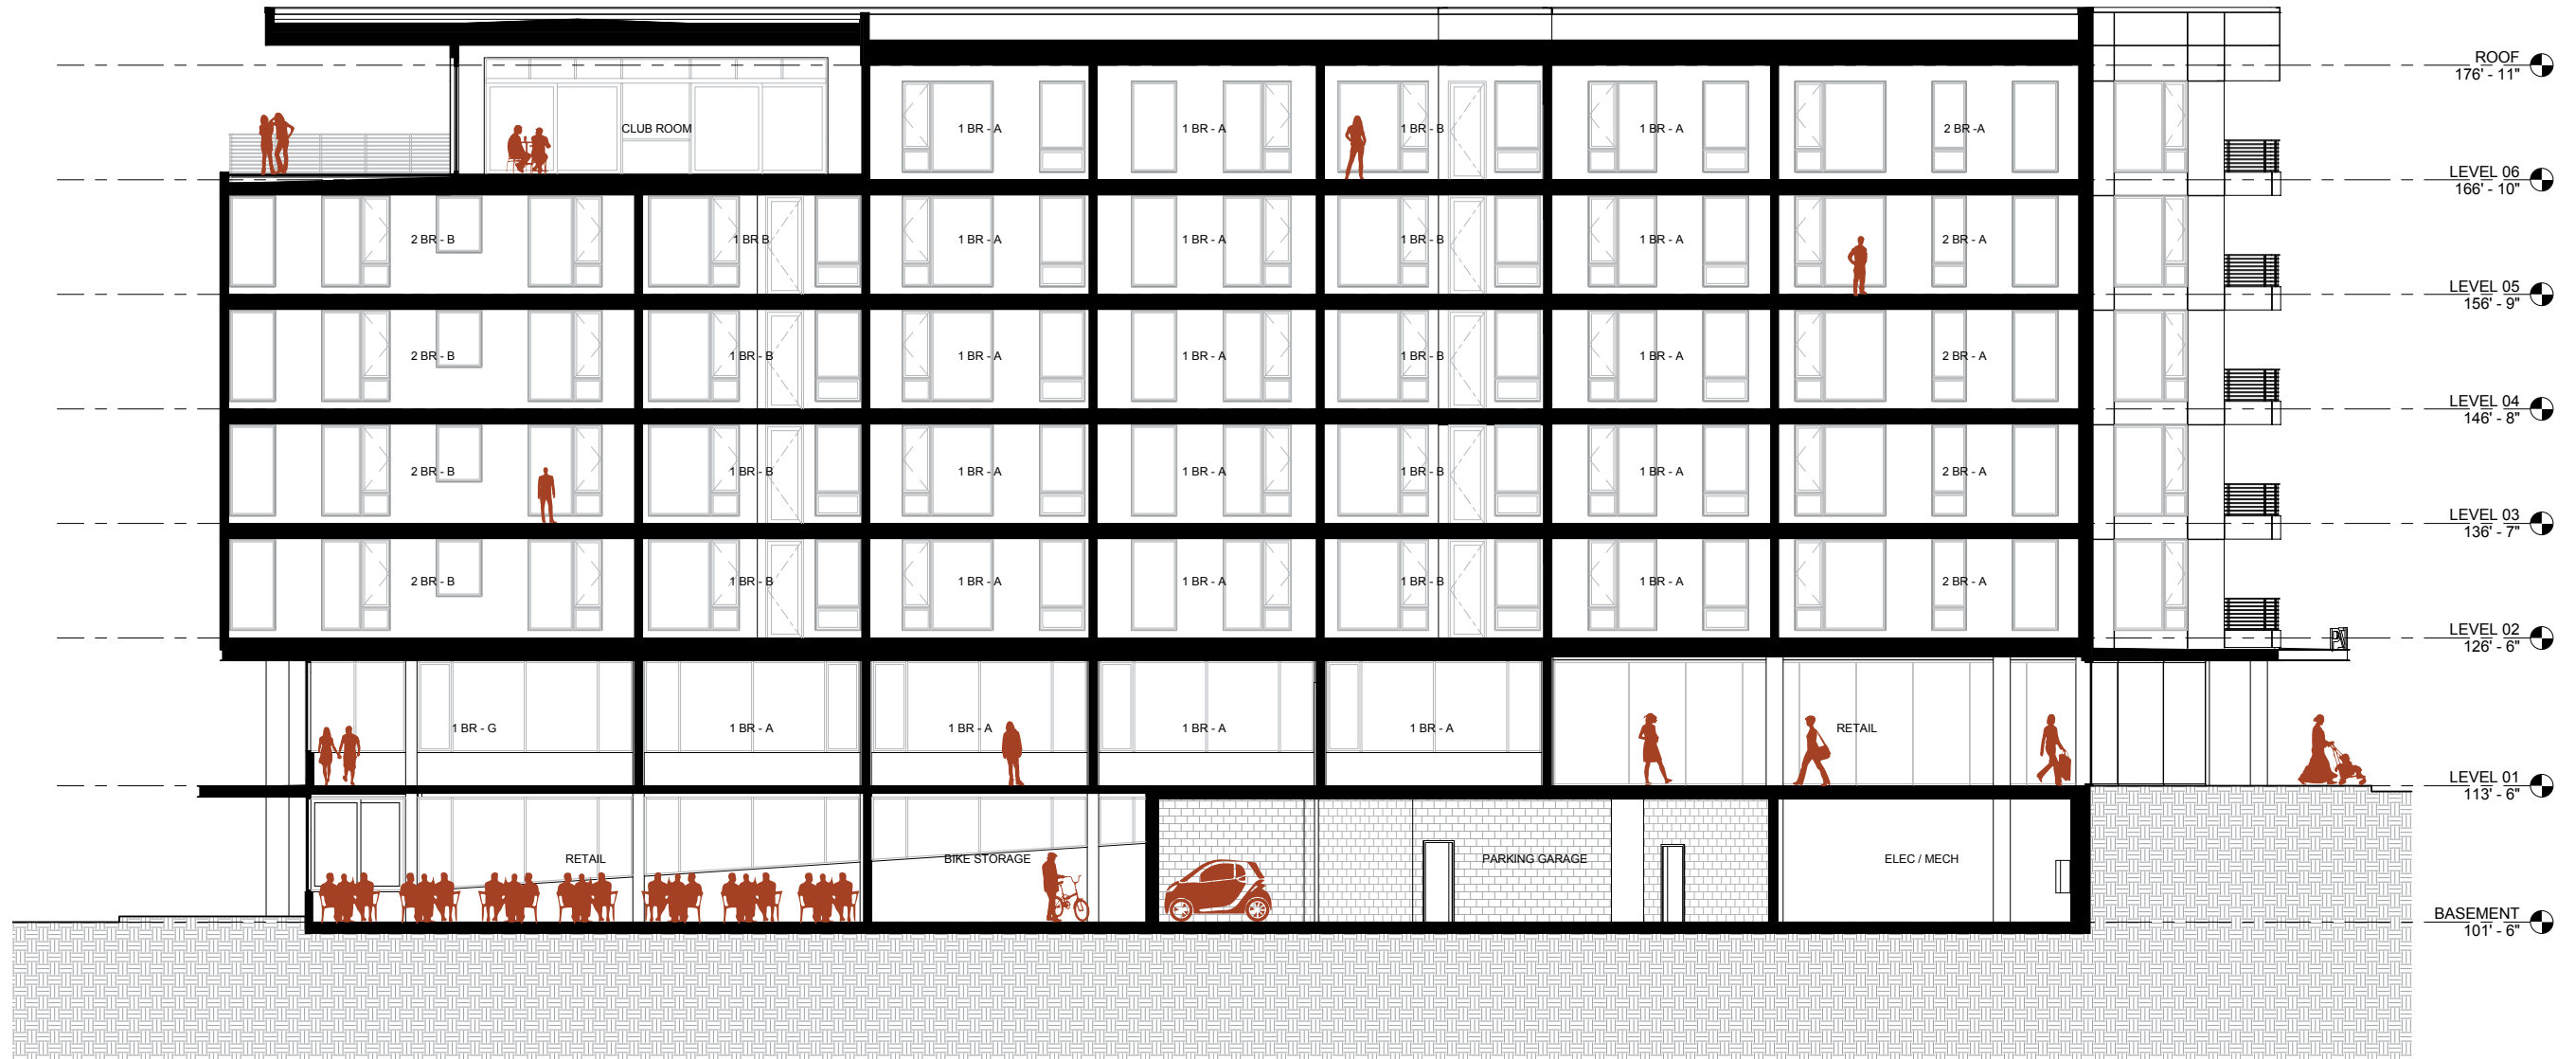 ROOF
176' - 11"
CLUB ROOM
1 BR - A
1 BR - A
1 BR - B
1 BR - A
2 BR -A
LEVEL 06
166' - 10"
2 BR - B
1 BR B
1 BR - A
1 BR - A
1 BR - B
1 BR - A
2 BR - A
LEVEL 05
156' - 9"
2 BR - B
1 BR - B
1 BR - A
1 BR - A
1 BR - B
1 BR - A
2 BR - A
LEVEL 04
146' - 8"
2 BR - B
1 BR - B
1 BR - A
1 BR - A
1 BR - B
1 BR - A
2 BR - A
LEVEL 03
136' - 7"
2 BR - B
1 BR - B
1 BR - A
1 BR - A
1 BR - B
1 BR - A
2 BR - A
LEVEL 02
126' - 6"
1 BR - G
1 BR - A
1 BR - A
1 BR - A
1 BR - A
RETAIL
LEVEL 01
113' - 6"
RETAIL
BIKE STORAGE
PARKING GARAGE
ELEC / MECH
BASEMENT
101' - 6"